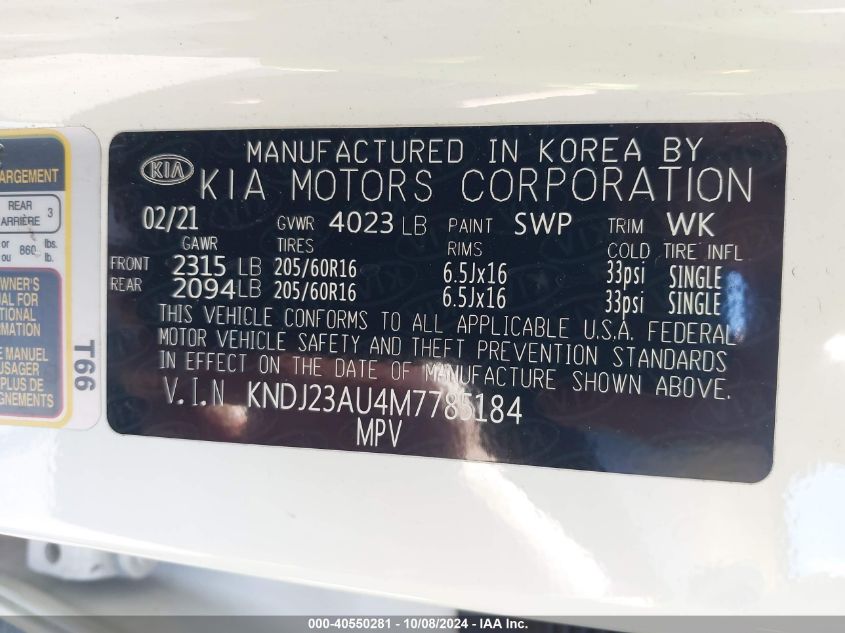 ARGEMENT
REAR
ARRIÈRE 3
or 860 lbs.
ou lb.
OWNER'S
UAL FOR
TIONAL
RMATION
E MANUEL
USAGER
PLUS DE
GNEMENTS
T66
KIA
MANUFACTURED IN KOREA BY
KIA MOTORS CORPORATION
02/21 GVWR 4023 LB PAINT SWP TRIM WK
GAWR TIRES RIMS COLD TIRE INFL
FRONT 2315 LB 205/60R16 6.5Jx16 33psi SINGLE
REAR 2094 LB 205/60R16 6.5Jx16 33psi SINGLE
THIS VEHICLE CONFORMS TO ALL APPLICABLE U.S.A. FEDERAL
MOTOR VEHICLE SAFETY AND THEFT PREVENTION STANDARDS
IN EFFECT ON THE DATE OF MANUFACTURE SHOWN ABOVE.
V.I.N KNDJ23AU4M7785184
MPV
000-40550281 - 10/08/2024 - U.S.